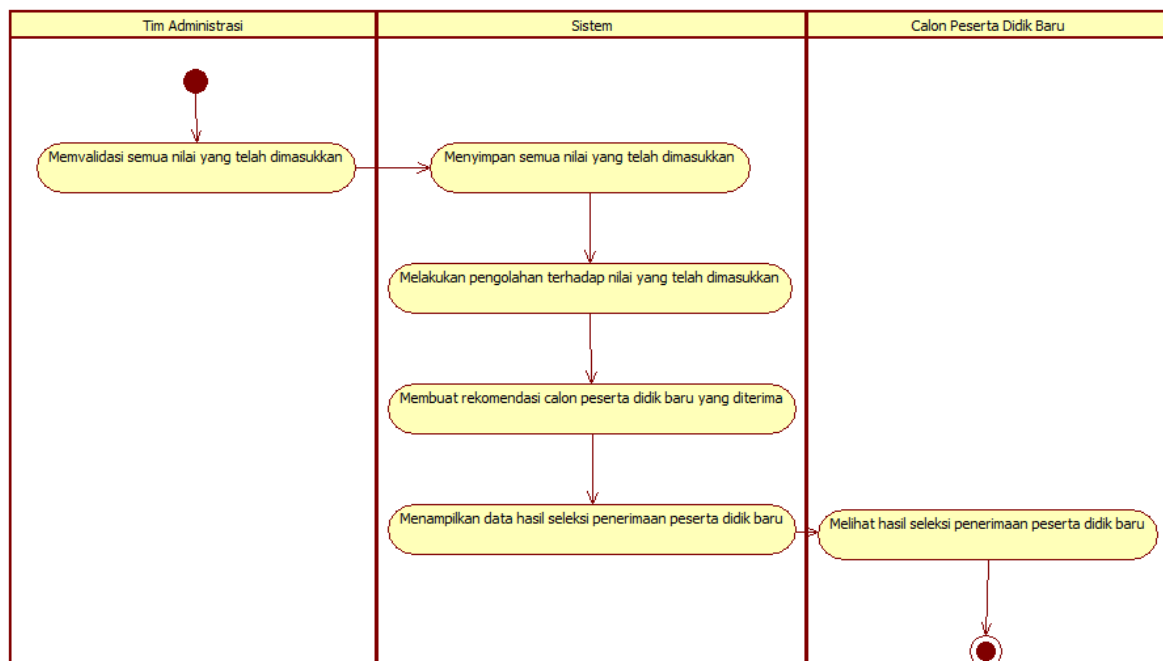 Tim Administrasi
Sistem
Calon Peserta Didik Baru
Memvalidasi semua nilai yang telah dimasukkan
Menyimpan semua nilai yang telah dimasukkan
Melakukan pengolahan terhadap nilai yang telah dimasukkan
Membuat rekomendasi calon peserta didik baru yang diterima
Menampilkan data hasil seleksi penerimaan peserta didik baru
Melihat hasil seleksi penerimaan peserta didik baru